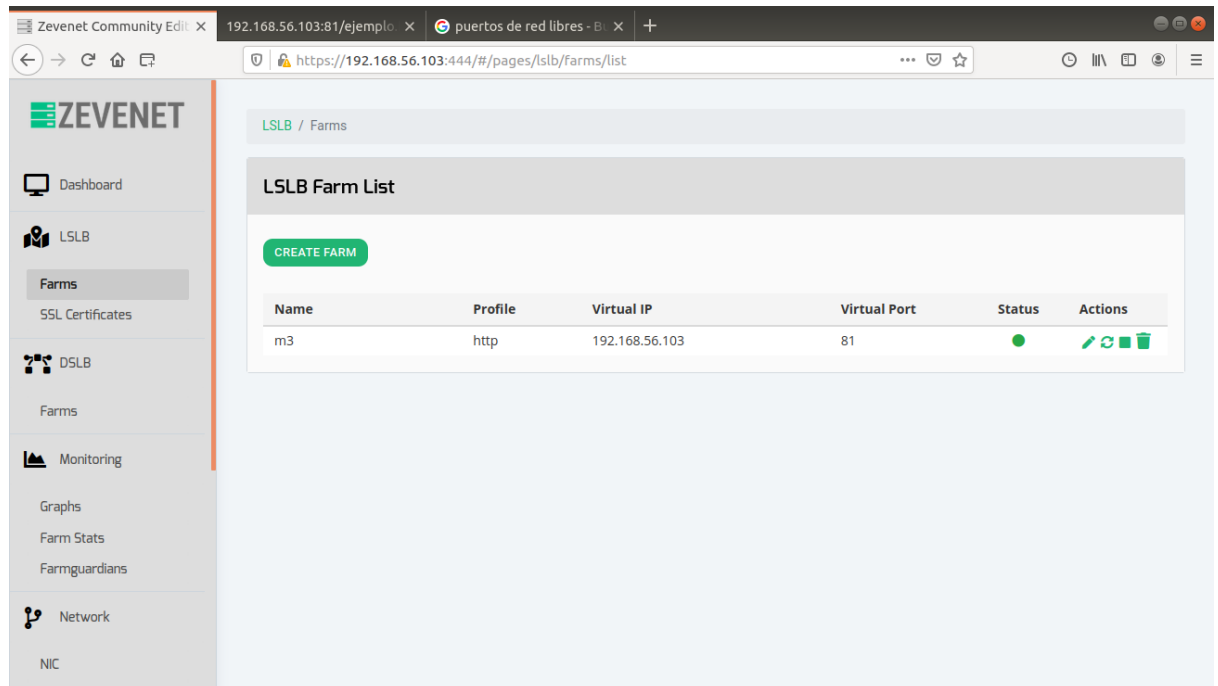 Zevenet Community Edit
192.168.56.103:81/ejemplo.
puertos de red libres - Bu
https://192.168.56.103:444/#/pages/lslb/farms/list
ZEVENET
Dashboard
LSLB
Farms
SSL Certificates
DSLB
Farms
Monitoring
Graphs
Farm Stats
Farmguardians
Network
NIC
LSLB / Farms
LSLB Farm List
CREATE FARM
Name Profile Virtual IP Virtual Port Status Actions
m3 http 192.168.56.103 81